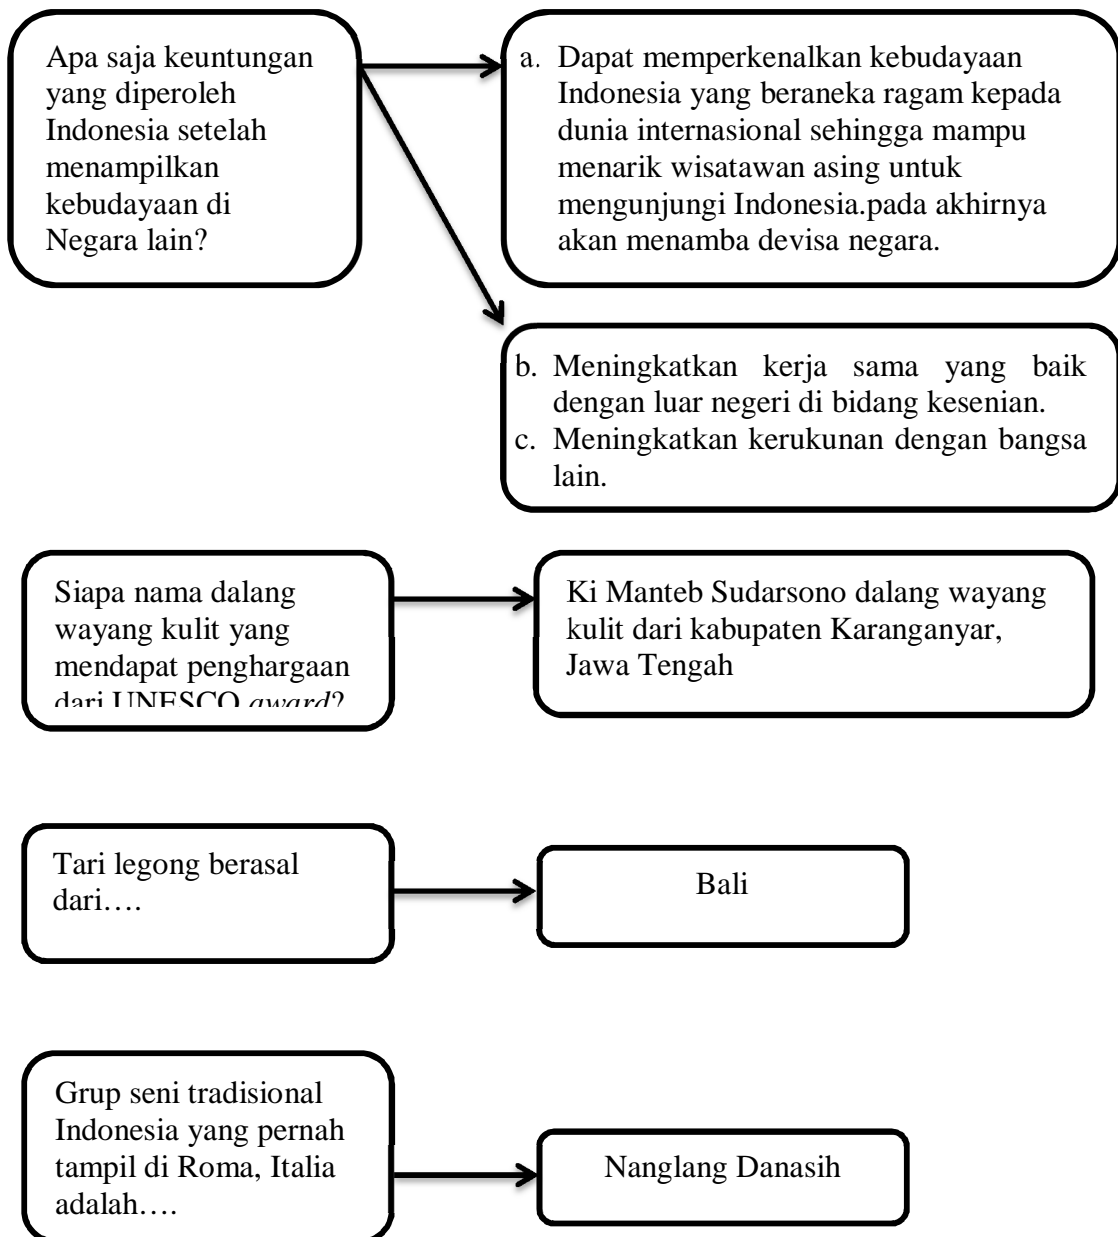 Apa saja keuntungan
yang diperoleh
Indonesia setelah
menampilkan
kebudayaan di
Negara lain?
a. Dapat memperkenalkan kebudayaan
Indonesia yang beraneka ragam kepada
dunia internasional sehingga mampu
menarik wisatawan asing untuk
mengunjungi Indonesia.pada akhirnya
akan menamba devisa negara.
b. Meningkatkan kerja sama yang baik
dengan luar negeri di bidang kesenian.
c. Meningkatkan kerukunan dengan bangsa
lain.
Siapa nama dalang
wayang kulit yang
mendapat penghargaan
dari UNESCO award?
Ki Manteb Sudarsono dalang wayang
kulit dari kabupaten Karanganyar,
Jawa Tengah
Tari legong berasal
dari….
Bali
Grup seni tradisional
Indonesia yang pernah
tampil di Roma, Italia
adalah….
Nanglang Danasih